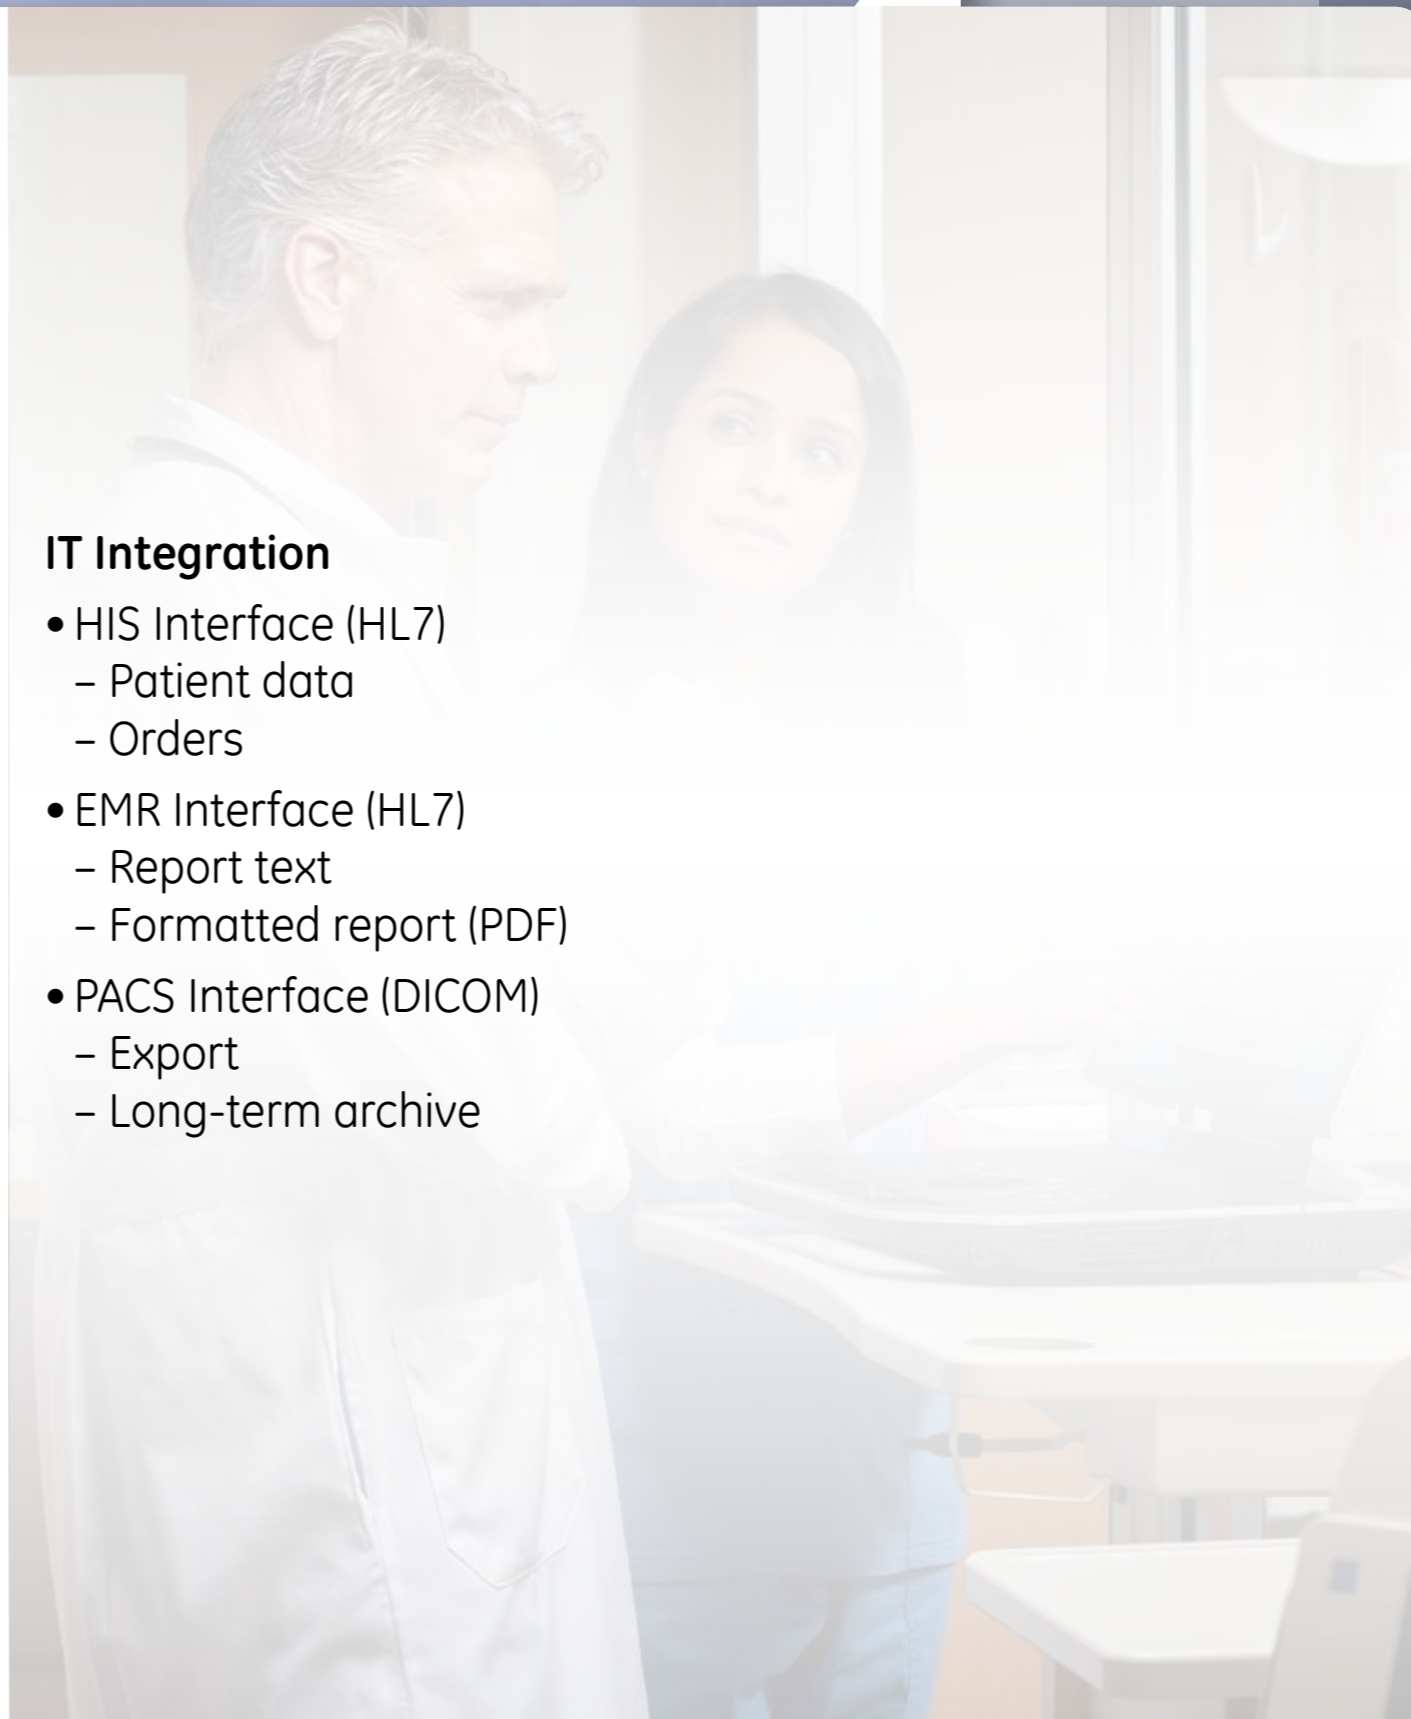 IT Integration
• HIS Interface (HL7)
– Patient data
– Orders
• EMR Interface (HL7)
– Report text
– Formatted report (PDF)
• PACS Interface (DICOM)
– Export
– Long-term archive